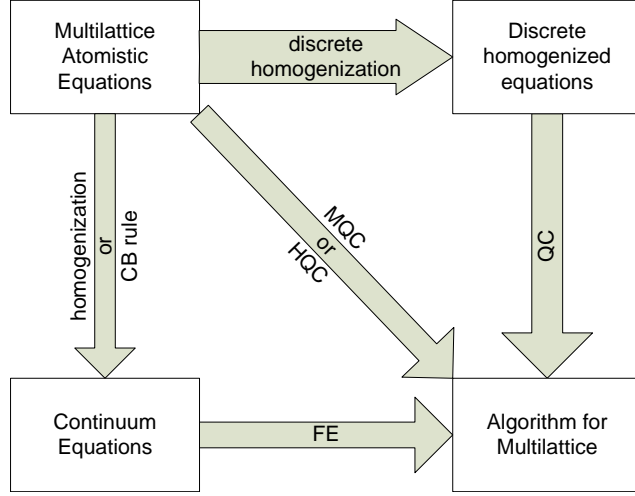 Multilattice
Atomistic
Equations
discrete
homogenization
Discrete
homogenized
equations
homogenization
or
CB rule
MQC
or
HQC
QC
Continuum
Equations
FE
Algorithm for
Multilattice